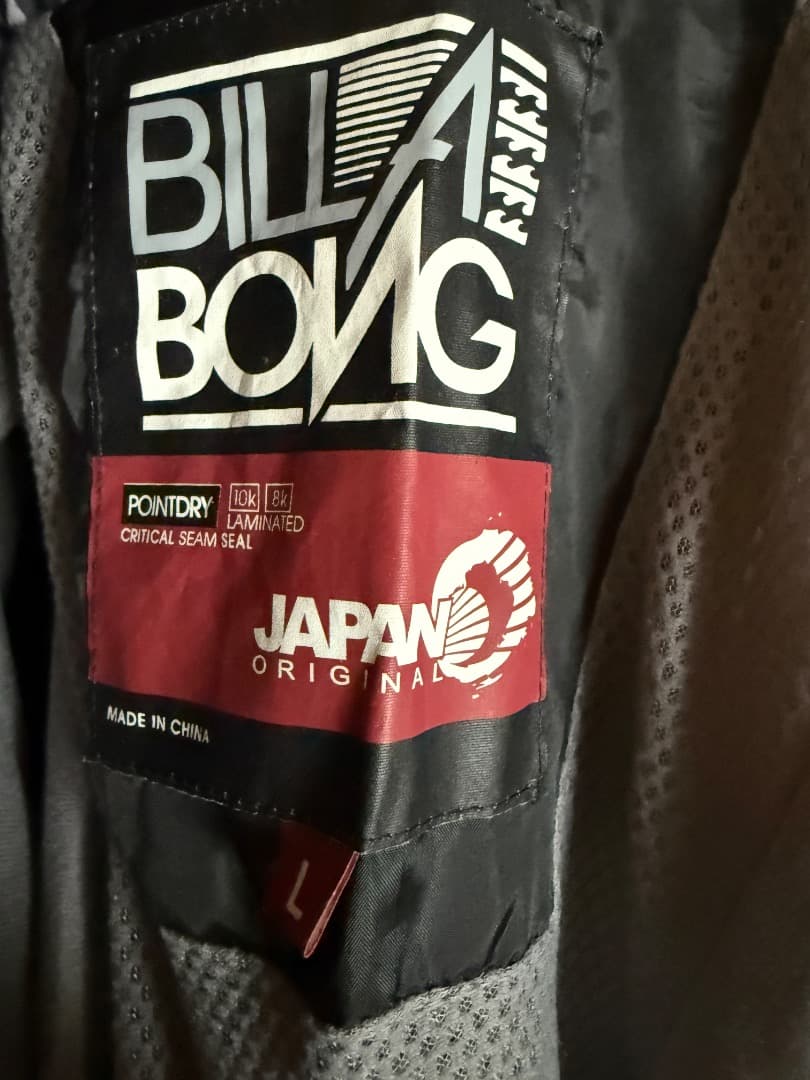 BILLA
BONG
POINTDRY 10k 8k
LAMINATED
CRITICAL SEAM SEAL
JAPAN
ORIGINAL
MADE IN CHINA
L